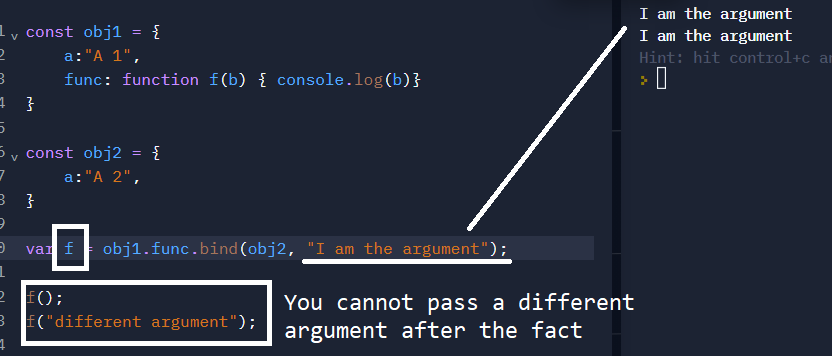 1 const obj1 = {
2 a:"A 1",
3 func: function f(b) { console.log(b)}
4 }
5
6 const obj2 = {
7 a:"A 2",
8 }
9
0 var f = obj1.func.bind(obj2, "I am the argument");
1
2 f();
3 f("different argument");
4
You cannot pass a different
argument after the fact
I am the argument
I am the argument
Hint: hit control+c an
>